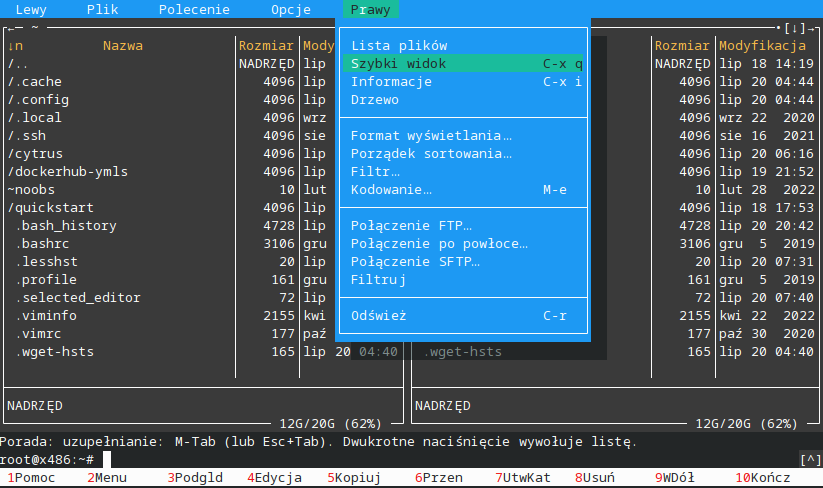 Lewy Plik Polecenie Opcje Prawy
←─ ~ •[↓]→
↓n Nazwa Rozmiar Mody Lista plików Rozmiar Modyfikacja
/.. NADRZĘD lip Szybki widok C-x q NADRZĘD lip 18 14:19
/.cache 4096 lip Informacje C-x i 4096 lip 20 04:44
/.config 4096 lip Drzewo 4096 lip 20 04:44
/.local 4096 wrz 4096 wrz 22 2020
/.ssh 4096 sie Format wyświetlania… 4096 sie 16 2021
/cytrus 4096 lip Porządek sortowania… 4096 lip 20 06:16
/dockerhub-ymls 4096 lip Filtr… 4096 lip 19 21:52
~noobs 10 lut Kodowanie… M-e 10 lut 28 2022
/quickstart 4096 lip 4096 lip 18 17:53
.bash_history 4728 lip Połączenie FTP… 4728 lip 20 20:42
.bashrc 3106 gru Połączenie po powłoce… 3106 gru 5 2019
.lesshst 20 lip Połączenie SFTP… 20 lip 20 07:31
.profile 161 gru Filtruj 161 gru 5 2019
.selected_editor 72 lip 72 lip 20 07:40
.viminfo 2155 kwi Odśwież C-r 2155 kwi 22 2022
.vimrc 177 paź 177 paź 30 2020
.wget-hsts 165 lip 20 04:40 .wget-hsts 165 lip 20 04:40
NADRZĘD NADRZĘD
12G/20G (62%) 12G/20G (62%)
Porada: uzupełnianie: M-Tab (lub Esc+Tab). Dwukrotne naciśnięcie wywołuje listę.
root@x486:~# [^]
1Pomoc 2Menu 3Podgld 4Edycja 5Kopiuj 6Przen 7UtwKat 8Usuń 9WDół 10Kończ